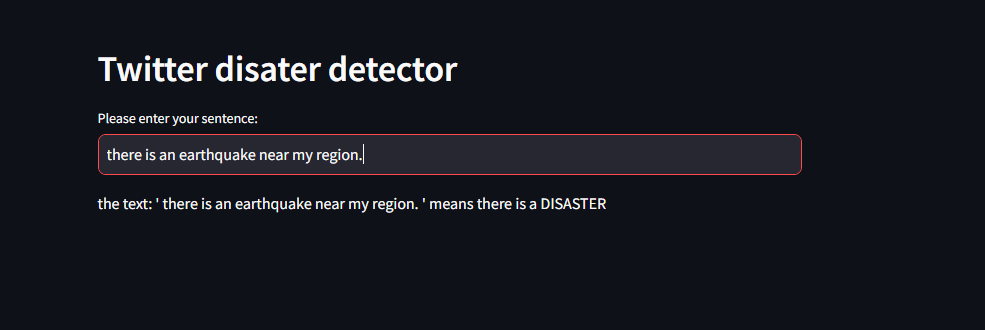 Twitter disater detector
Please enter your sentence:
there is an earthquake near my region.
the text: ' there is an earthquake near my region. ' means there is a DISASTER